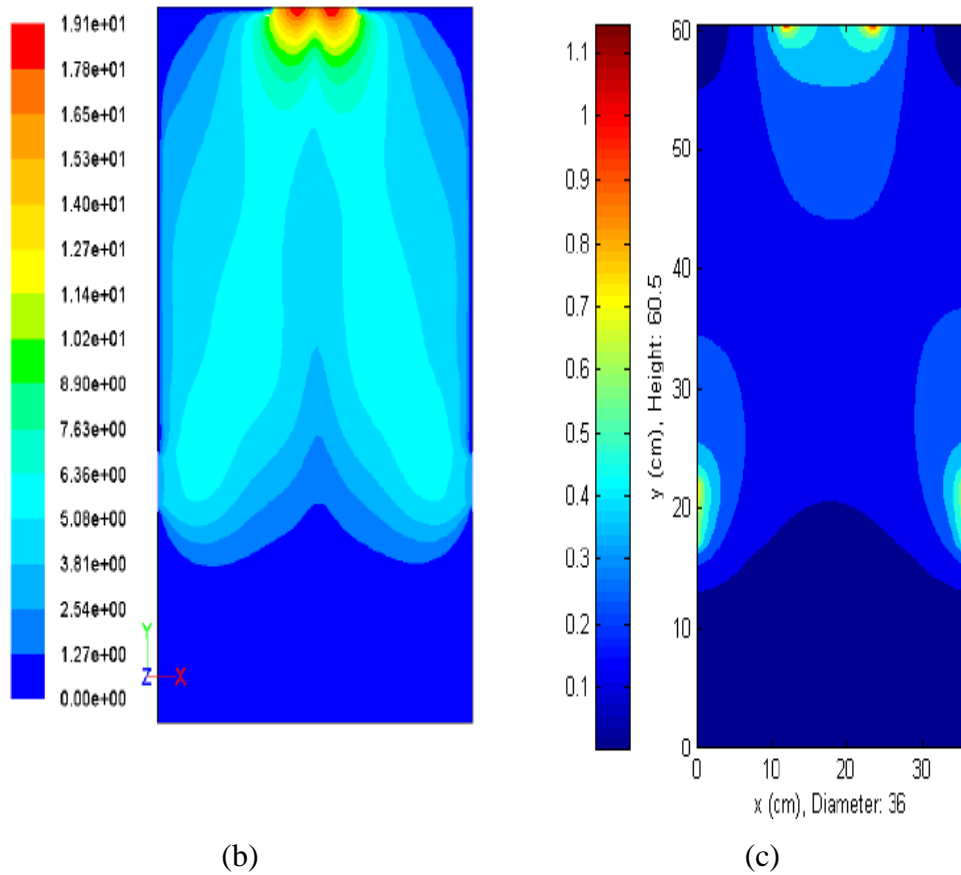 1.91e+01
1.78e+01
1.65e+01
1.53e+01
1.40e+01
1.27e+01
1.14e+01
1.02e+01
8.90e+00
7.63e+00
6.36e+00
5.08e+00
3.81e+00
2.54e+00
1.27e+00
0.00e+00
Y
Z
X
(b)
1.1
1
0.9
0.8
0.7
0.6
0.5
0.4
0.3
0.2
0.1
y (cm), Height: 60.5
60
50
40
30
20
10
0
0 10 20 30
x (cm), Diameter: 36
(c)